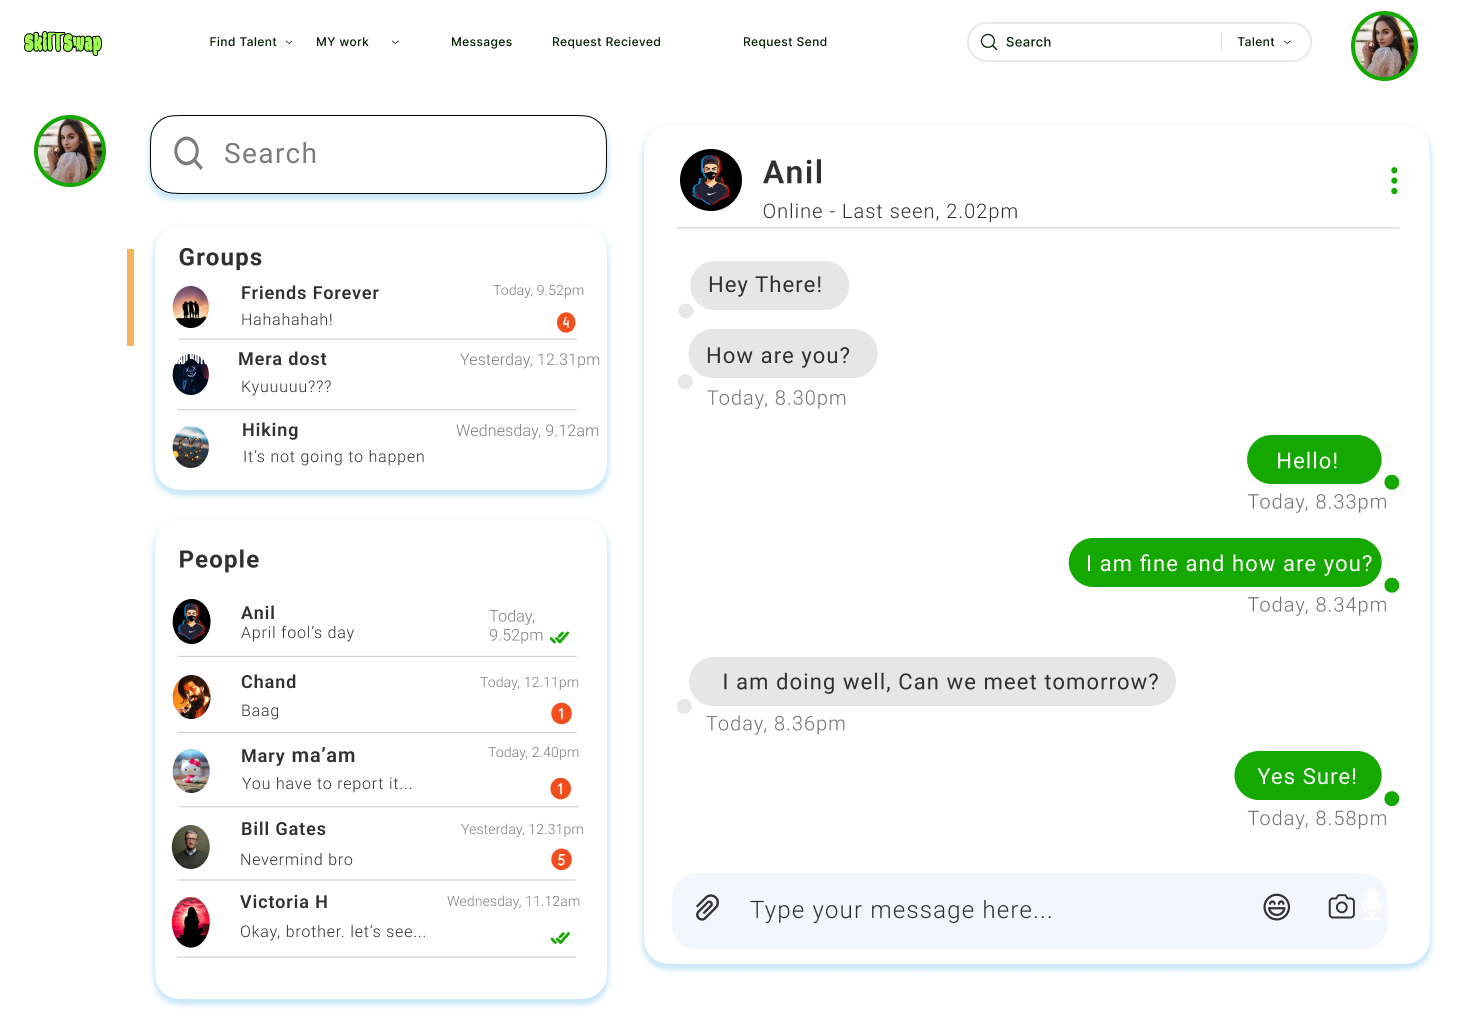 SkillSwap
Find Talent
MY work
Messages
Request Recieved
Request Send
Search
Talent
Search
Groups
Friends Forever
Today, 9.52pm
Hahahahah!
4
Mera dost
Yesterday, 12.31pm
Kyuuuuu???
Hiking
Wednesday, 9.12am
It's not going to happen
People
Anil
Today,
9.52pm
April fool's day
Chand
Today, 12.11pm
Baag
1
Mary ma'am
Today, 2.40pm
You have to report it...
1
Bill Gates
Yesterday, 12.31pm
Nevermind bro
5
Victoria H
Wednesday, 11.12am
Okay, brother. let's see...
Anil
Online - Last seen, 2.02pm
Hey There!
How are you?
Today, 8.30pm
Hello!
Today, 8.33pm
I am fine and how are you?
Today, 8.34pm
I am doing well, Can we meet tomorrow?
Today, 8.36pm
Yes Sure!
Today, 8.58pm
Type your message here...